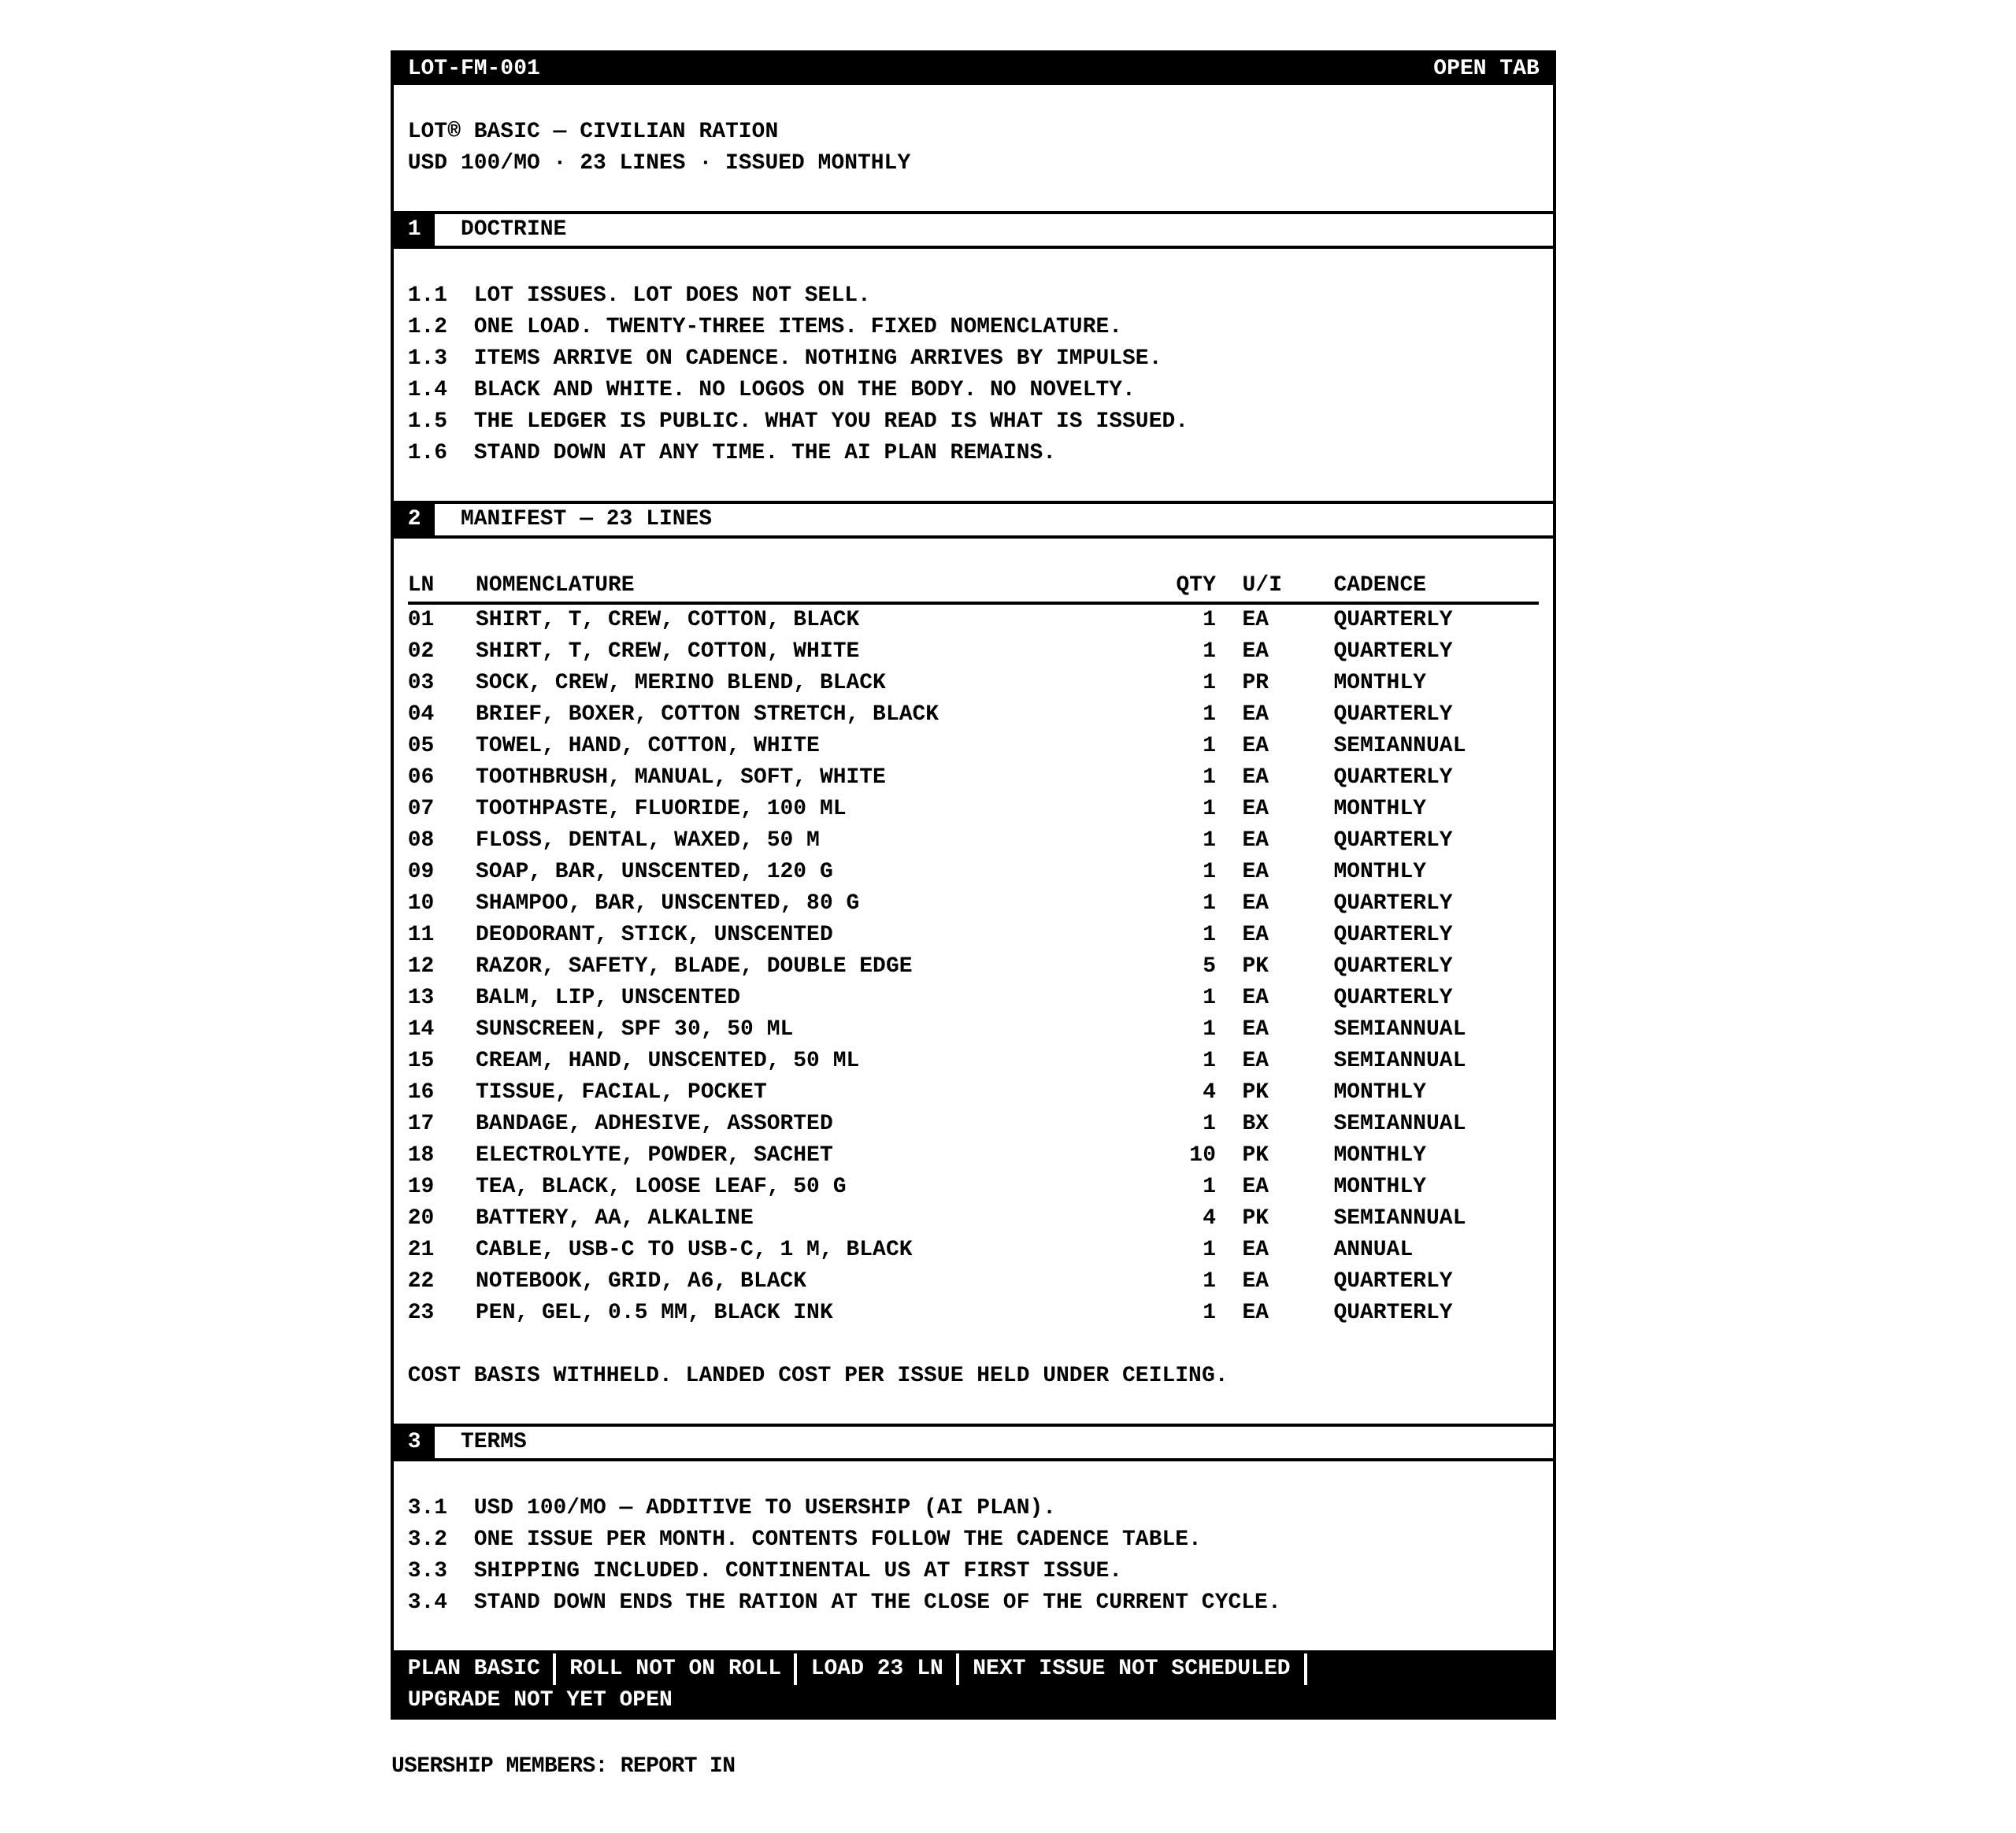 LOT-FM-001 OPEN TAB
LOT® BASIC — CIVILIAN RATION
USD 100/MO · 23 LINES · ISSUED MONTHLY
1 DOCTRINE
1.1 LOT ISSUES. LOT DOES NOT SELL.
1.2 ONE LOAD. TWENTY-THREE ITEMS. FIXED NOMENCLATURE.
1.3 ITEMS ARRIVE ON CADENCE. NOTHING ARRIVES BY IMPULSE.
1.4 BLACK AND WHITE. NO LOGOS ON THE BODY. NO NOVELTY.
1.5 THE LEDGER IS PUBLIC. WHAT YOU READ IS WHAT IS ISSUED.
1.6 STAND DOWN AT ANY TIME. THE AI PLAN REMAINS.
2 MANIFEST — 23 LINES
LN NOMENCLATURE QTY U/I CADENCE
01 SHIRT, T, CREW, COTTON, BLACK 1 EA QUARTERLY
02 SHIRT, T, CREW, COTTON, WHITE 1 EA QUARTERLY
03 SOCK, CREW, MERINO BLEND, BLACK 1 PR MONTHLY
04 BRIEF, BOXER, COTTON STRETCH, BLACK 1 EA QUARTERLY
05 TOWEL, HAND, COTTON, WHITE 1 EA SEMIANNUAL
06 TOOTHBRUSH, MANUAL, SOFT, WHITE 1 EA QUARTERLY
07 TOOTHPASTE, FLUORIDE, 100 ML 1 EA MONTHLY
08 FLOSS, DENTAL, WAXED, 50 M 1 EA QUARTERLY
09 SOAP, BAR, UNSCENTED, 120 G 1 EA MONTHLY
10 SHAMPOO, BAR, UNSCENTED, 80 G 1 EA QUARTERLY
11 DEODORANT, STICK, UNSCENTED 1 EA QUARTERLY
12 RAZOR, SAFETY, BLADE, DOUBLE EDGE 5 PK QUARTERLY
13 BALM, LIP, UNSCENTED 1 EA QUARTERLY
14 SUNSCREEN, SPF 30, 50 ML 1 EA SEMIANNUAL
15 CREAM, HAND, UNSCENTED, 50 ML 1 EA SEMIANNUAL
16 TISSUE, FACIAL, POCKET 4 PK MONTHLY
17 BANDAGE, ADHESIVE, ASSORTED 1 BX SEMIANNUAL
18 ELECTROLYTE, POWDER, SACHET 10 PK MONTHLY
19 TEA, BLACK, LOOSE LEAF, 50 G 1 EA MONTHLY
20 BATTERY, AA, ALKALINE 4 PK SEMIANNUAL
21 CABLE, USB-C TO USB-C, 1 M, BLACK 1 EA ANNUAL
22 NOTEBOOK, GRID, A6, BLACK 1 EA QUARTERLY
23 PEN, GEL, 0.5 MM, BLACK INK 1 EA QUARTERLY
COST BASIS WITHHELD. LANDED COST PER ISSUE HELD UNDER CEILING.
3 TERMS
3.1 USD 100/MO — ADDITIVE TO USERSHIP (AI PLAN).
3.2 ONE ISSUE PER MONTH. CONTENTS FOLLOW THE CADENCE TABLE.
3.3 SHIPPING INCLUDED. CONTINENTAL US AT FIRST ISSUE.
3.4 STAND DOWN ENDS THE RATION AT THE CLOSE OF THE CURRENT CYCLE.
PLAN BASIC | ROLL NOT ON ROLL | LOAD 23 LN | NEXT ISSUE NOT SCHEDULED |
UPGRADE NOT YET OPEN
USERSHIP MEMBERS: REPORT IN